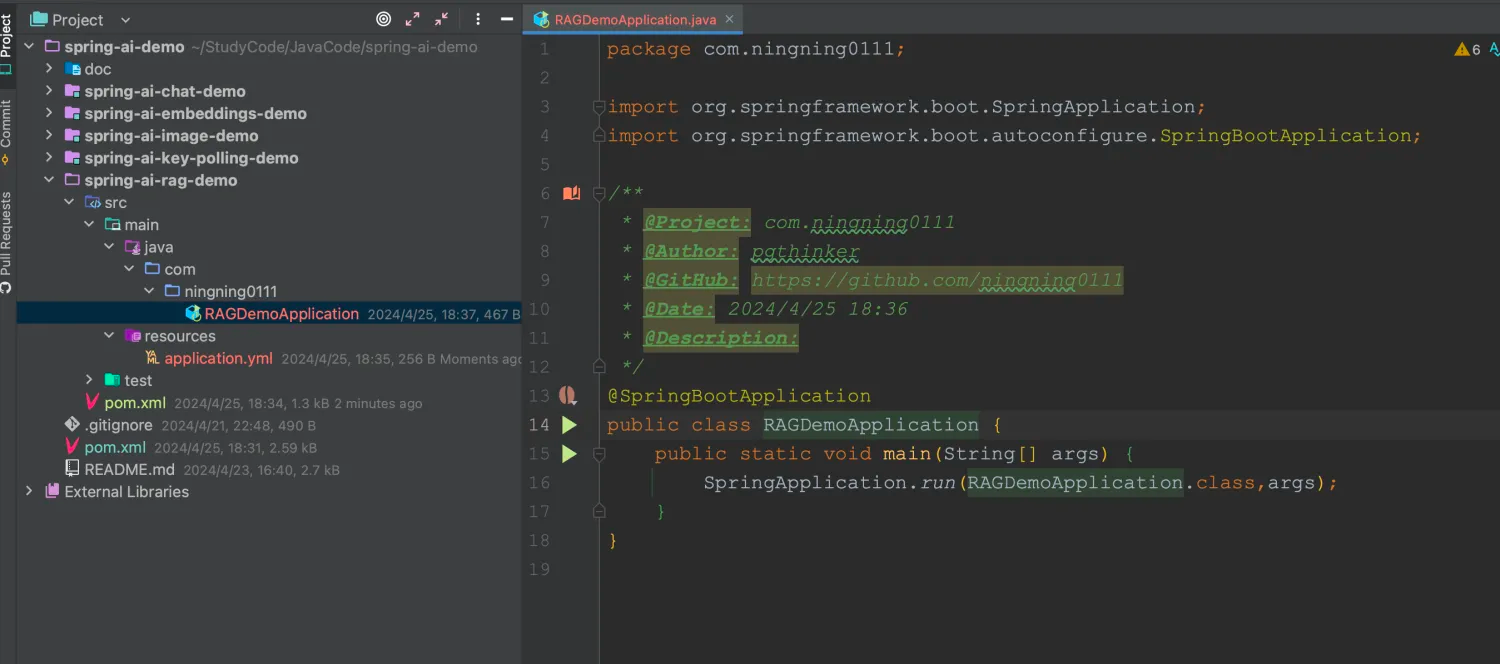 Project
RAGDemoApplication.java
Project
Commit
Pull Requests
spring-ai-demo ~/StudyCode/JavaCode/spring-ai-demo
doc
spring-ai-chat-demo
spring-ai-embeddings-demo
spring-ai-image-demo
spring-ai-key-polling-demo
spring-ai-rag-demo
src
main
java
com
ningning0111
RAGDemoApplication 2024/4/25, 18:37, 467 B
resources
application.yml 2024/4/25, 18:35, 256 B Moments ago
test
pom.xml 2024/4/25, 18:34, 1.3 kB 2 minutes ago
.gitignore 2024/4/21, 22:48, 490 B
pom.xml 2024/4/25, 18:31, 2.59 kB
README.md 2024/4/23, 16:40, 2.7 kB
External Libraries
1 package com.ningning0111; 6
2
3 import org.springframework.boot.SpringApplication;
4 import org.springframework.boot.autoconfigure.SpringBootApplication;
5
6 /**
7 * @Project: com.ningning0111
8 * @Author: pgthinker
9 * @GitHub: https://github.com/ningning0111
10 * @Date: 2024/4/25 18:36
11 * @Description:
12 */
13 @SpringBootApplication
14 public class RAGDemoApplication {
15 public static void main(String[] args) {
16 SpringApplication.run(RAGDemoApplication.class,args);
17 }
18 }
19